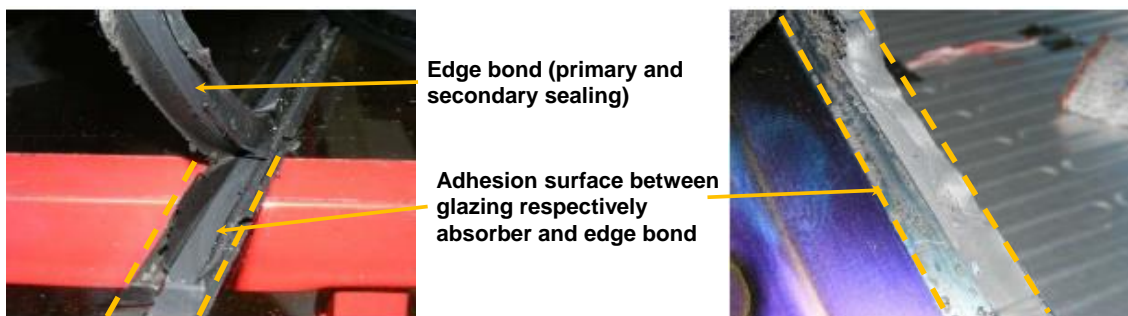 Edge bond (primary and
secondary sealing)
Adhesion surface between
glazing respectively
absorber and edge bond